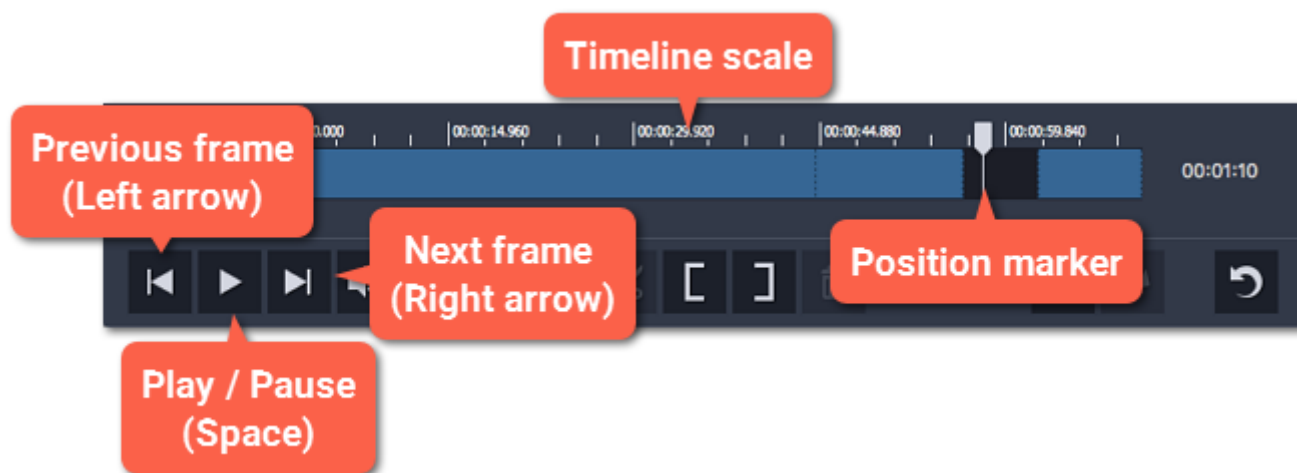 Timeline scale
00:00:14.960
00:00:29.920
00:00:44.880
00:00:59.840
Previous frame
(Left arrow)
00:01:10
Next frame
(Right arrow)
Position marker
Play / Pause
(Space)